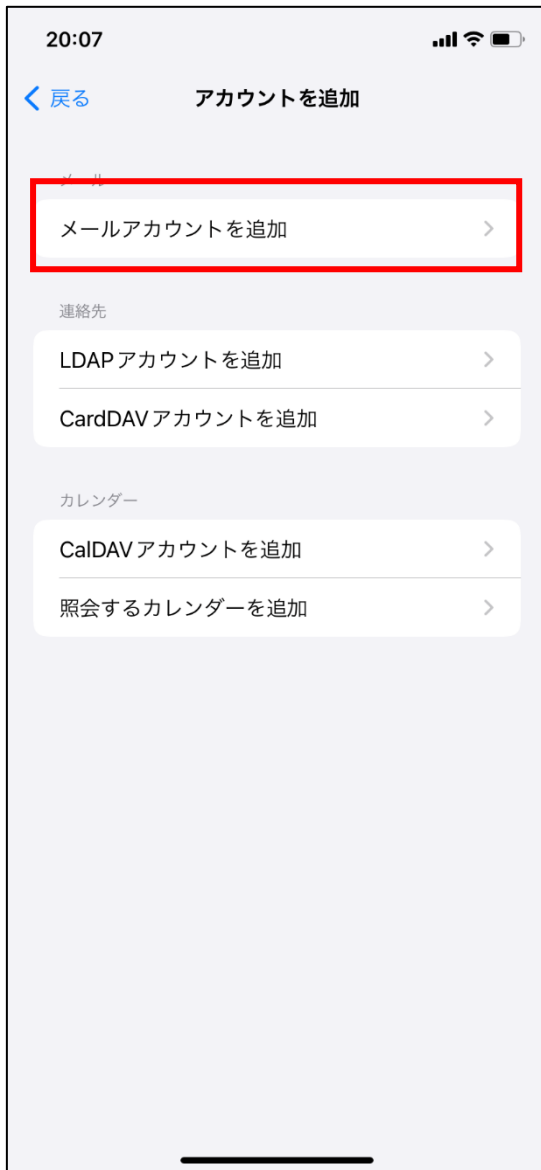 20:07
戻る
アカウントを追加
メール
メールアカウントを追加
連絡先
LDAPアカウントを追加
CardDAVアカウントを追加
カレンダー
CalDAVアカウントを追加
照会するカレンダーを追加